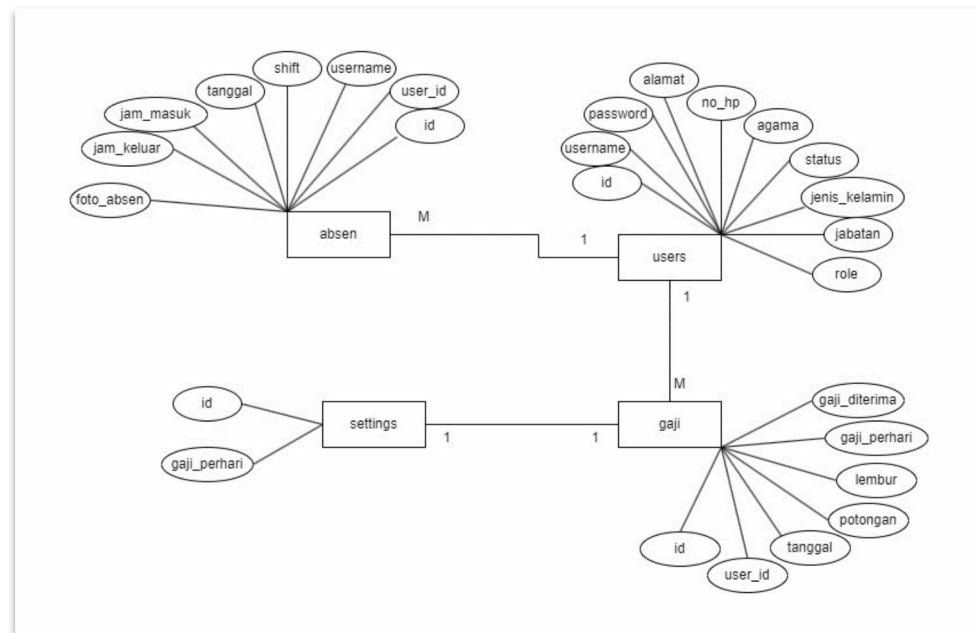 shift
username
tanggal
user_id
jam_masuk
id
jam_keluar
foto_absen
absen
M
1
alamat
no_hp
password
agama
username
status
id
jenis_kelamin
jabatan
role
users
1
M
id
gaji_perhari
settings
1
1
gaji
gaji_diterima
gaji_perhari
lembur
potongan
tanggal
id
user_id